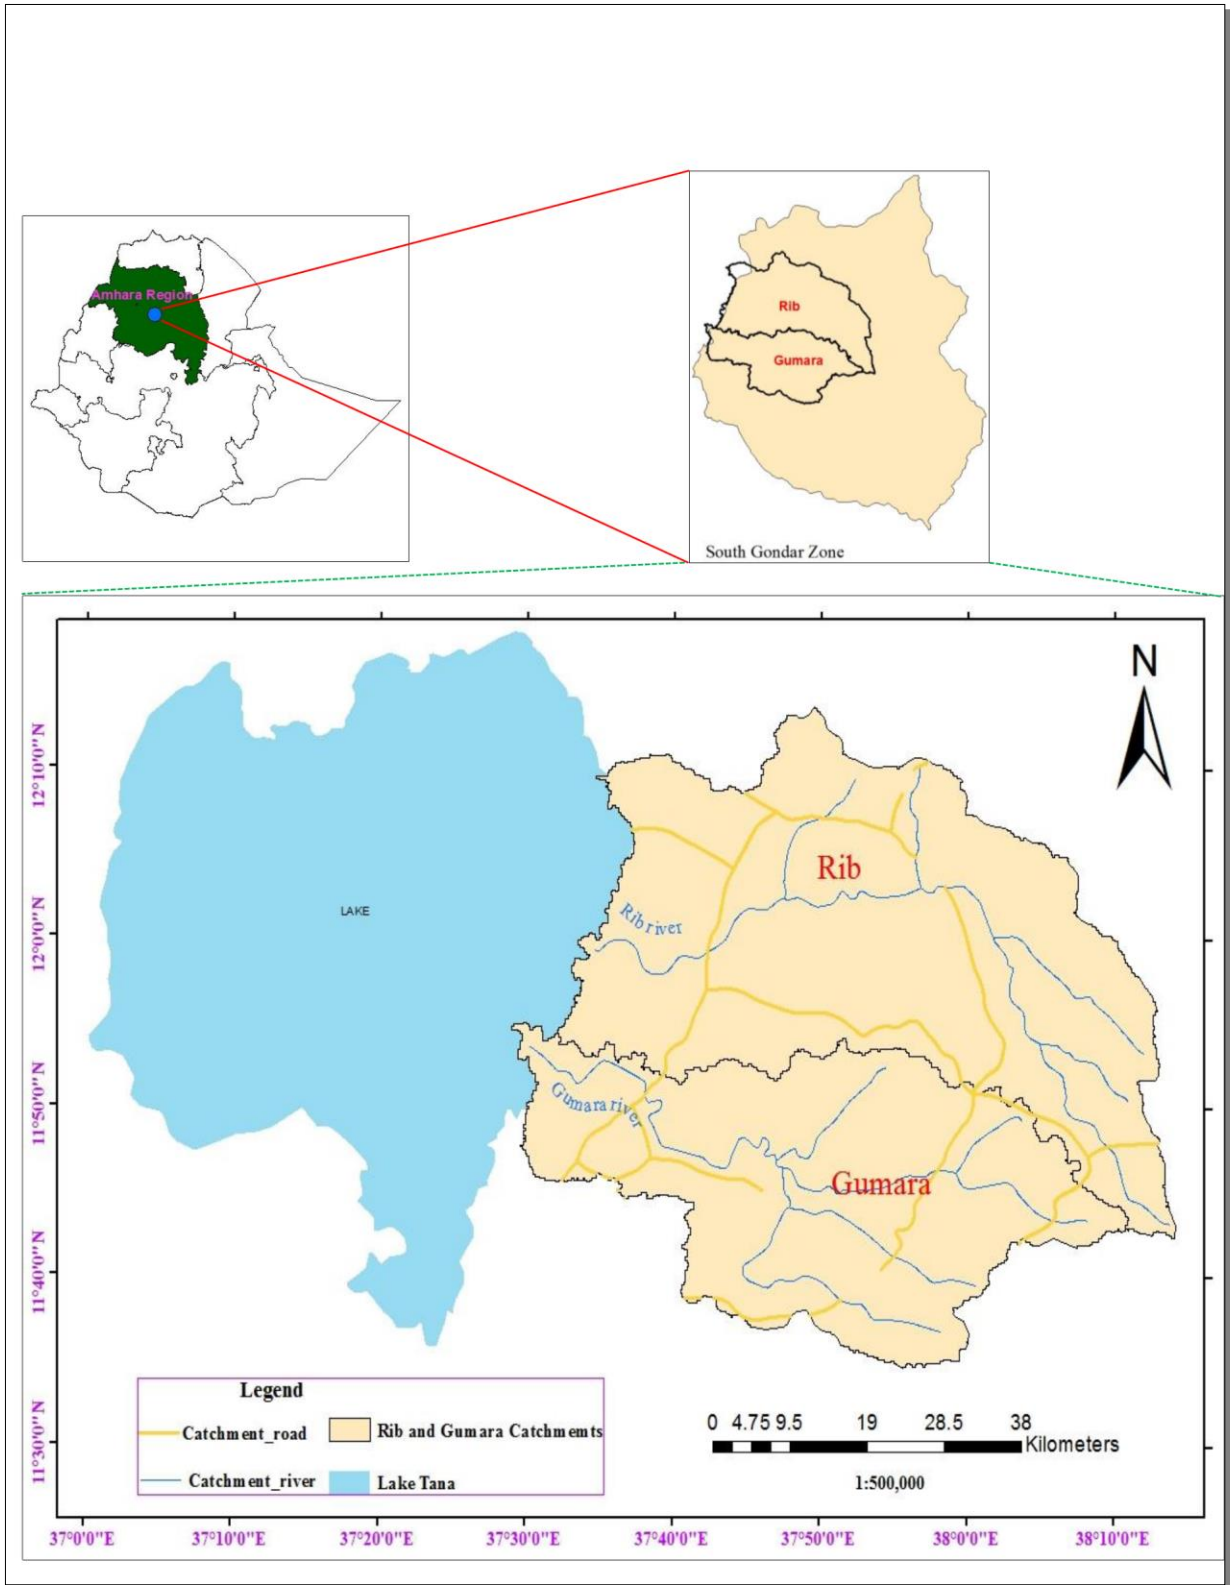 Amhara Region
Rib
Gumara
South Gondar Zone
N
12°10'0"N
12°0'0"N
11°50'0"N
11°40'0"N
11°30'0"N
LAKE
Rib
Rib river
Gumara river
Gumara
Legend
Catchment_road
Rib and Gumara Catchmemts
Catchment_river
Lake Tana
0 4.75 9.5 19 28.5 38
Kilometers
1:500,000
37°0'0"E 37°10'0"E 37°20'0"E 37°30'0"E 37°40'0"E 37°50'0"E 38°0'0"E 38°10'0"E